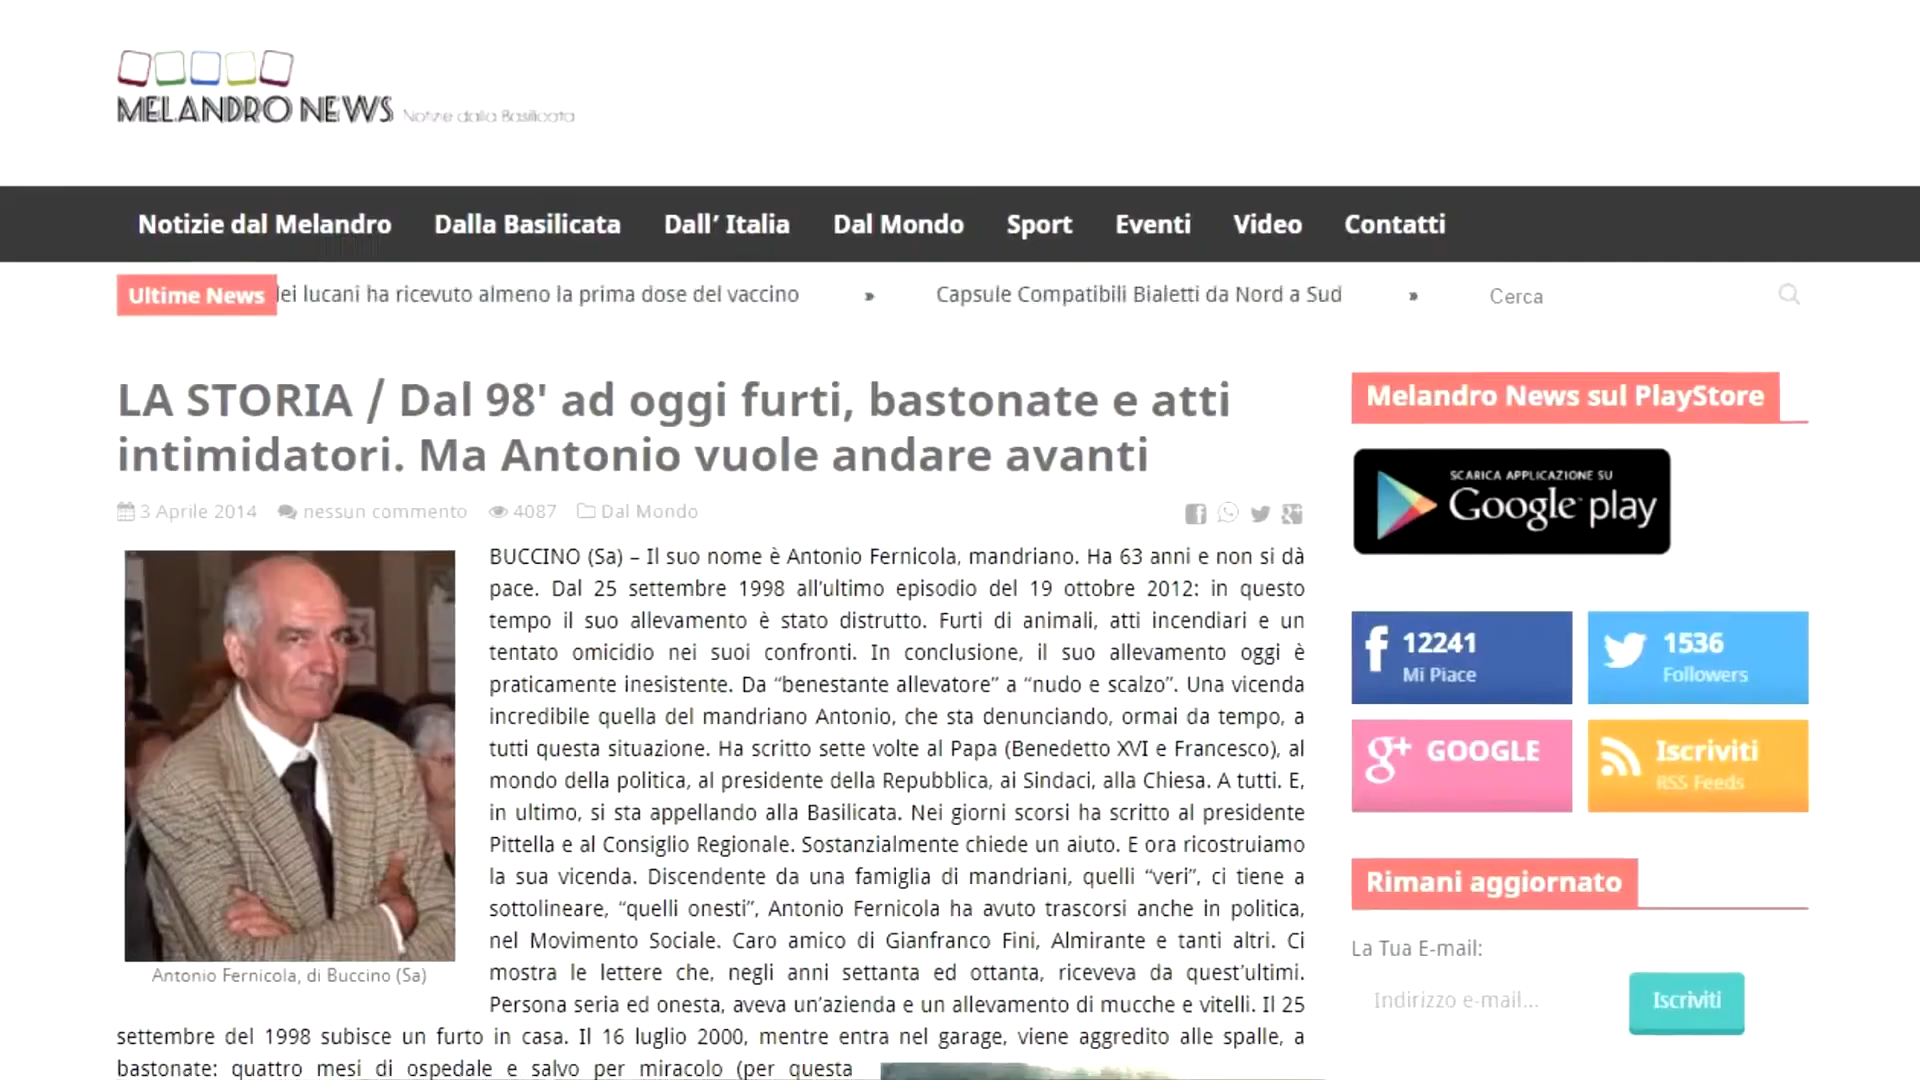 MELANDRO NEWS Notizie dalla Basilicata
Notizie dal Melandro Dalla Basilicata Dall’ Italia Dal Mondo Sport Eventi Video Contatti
Ultime News lei lucani ha ricevuto almeno la prima dose del vaccino » Capsule Compatibili Bialetti da Nord a Sud » Cerca
LA STORIA / Dal 98' ad oggi furti, bastonate e atti
intimidatori. Ma Antonio vuole andare avanti
3 Aprile 2014 nessun commento 4087 Dal Mondo
BUCCINO (Sa) – Il suo nome è Antonio Fernicola, mandriano. Ha 63 anni e non si dà
pace. Dal 25 settembre 1998 all’ultimo episodio del 19 ottobre 2012: in questo
tempo il suo allevamento è stato distrutto. Furti di animali, atti incendiari e un
tentato omicidio nei suoi confronti. In conclusione, il suo allevamento oggi è
praticamente inesistente. Da “benestante allevatore” a “nudo e scalzo”. Una vicenda
incredibile quella del mandriano Antonio, che sta denunciando, ormai da tempo, a
tutti questa situazione. Ha scritto sette volte al Papa (Benedetto XVI e Francesco), al
mondo della politica, al presidente della Repubblica, ai Sindaci, alla Chiesa. A tutti. E,
in ultimo, si sta appellando alla Basilicata. Nei giorni scorsi ha scritto al presidente
Pittella e al Consiglio Regionale. Sostanzialmente chiede un aiuto. E ora ricostruiamo
la sua vicenda. Discendente da una famiglia di mandriani, quelli “veri”, ci tiene a
sottolineare, “quelli onesti”, Antonio Fernicola ha avuto trascorsi anche in politica,
nel Movimento Sociale. Caro amico di Gianfranco Fini, Almirante e tanti altri. Ci
mostra le lettere che, negli anni settanta ed ottanta, riceveva da quest’ultimi.
Persona seria ed onesta, aveva un’azienda e un allevamento di mucche e vitelli. Il 25
settembre del 1998 subisce un furto in casa. Il 16 luglio 2000, mentre entra nel garage, viene aggredito alle spalle, a
bastonate: quattro mesi di ospedale e salvo per miracolo (per questa
Antonio Fernicola, di Buccino (Sa)
Melandro News sul PlayStore
SCARICA APPLICAZIONE SU
Google play
12241
Mi Piace
1536
Followers
g+ GOOGLE
Iscriviti
RSS Feeds
Rimani aggiornato
La Tua E-mail:
Indirizzo e-mail...
Iscriviti